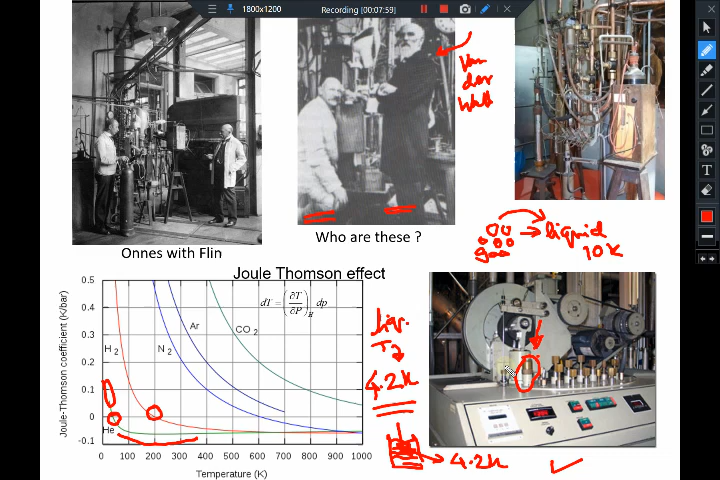 1800x1200
Recording [00:07:59]
Van
der
Wall
Onnes with Flin
Who are these ?
liquid
10K
gas
Joule Thomson effect
dT = (∂T/∂P)H dp
Joule-Thomson coefficient (K/bar)
0.5
0.4
0.3
0.2
0.1
0
-0.1
H2
N2
Ar
CO2
He
0 100 200 300 400 500 600 700 800 900 1000
Temperature (K)
liq.
T
4.2K
4.2K
T